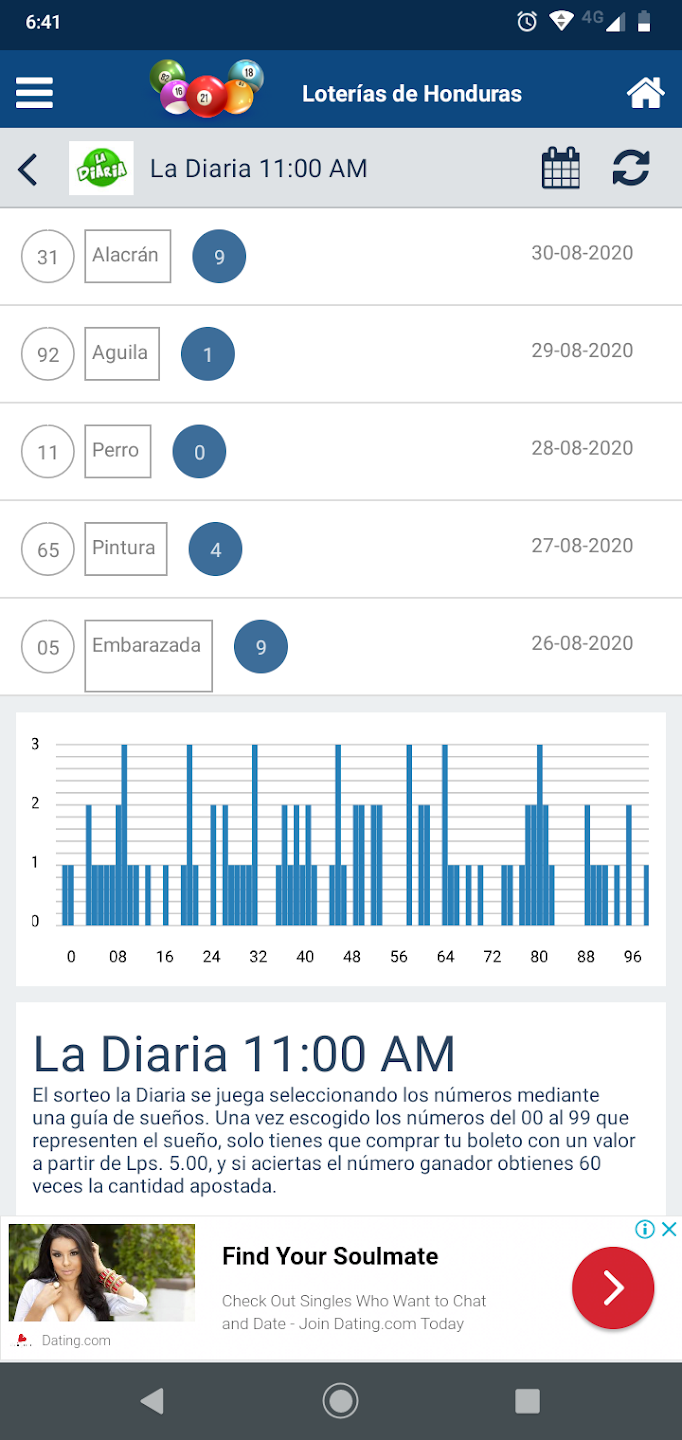 6:41
4G
02
16
21
18
Loterías de Honduras
LA
DIARIA
La Diaria 11:00 AM
31 Alacrán 9 30-08-2020
92 Aguila 1 29-08-2020
11 Perro 0 28-08-2020
65 Pintura 4 27-08-2020
05 Embarazada 9 26-08-2020
3
2
1
0
0 08 16 24 32 40 48 56 64 72 80 88 96
La Diaria 11:00 AM
El sorteo la Diaria se juega seleccionando los números mediante
una guía de sueños. Una vez escogido los números del 00 al 99 que
representen el sueño, solo tienes que comprar tu boleto con un valor
a partir de Lps. 5.00, y si aciertas el número ganador obtienes 60
veces la cantidad apostada.
Find Your Soulmate
Check Out Singles Who Want to Chat
and Date - Join Dating.com Today
Dating.com